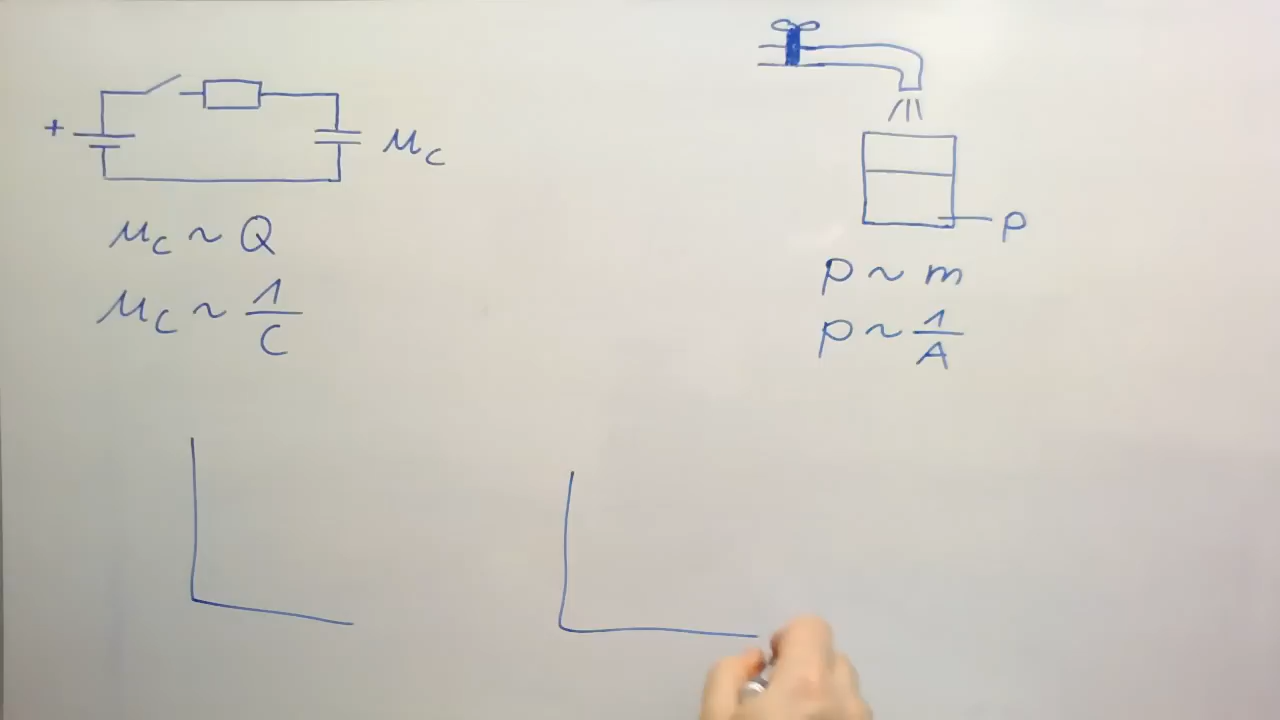 +
u_C
u_C ~ Q
u_C ~ 1/C
p
p ~ m
p ~ 1/A